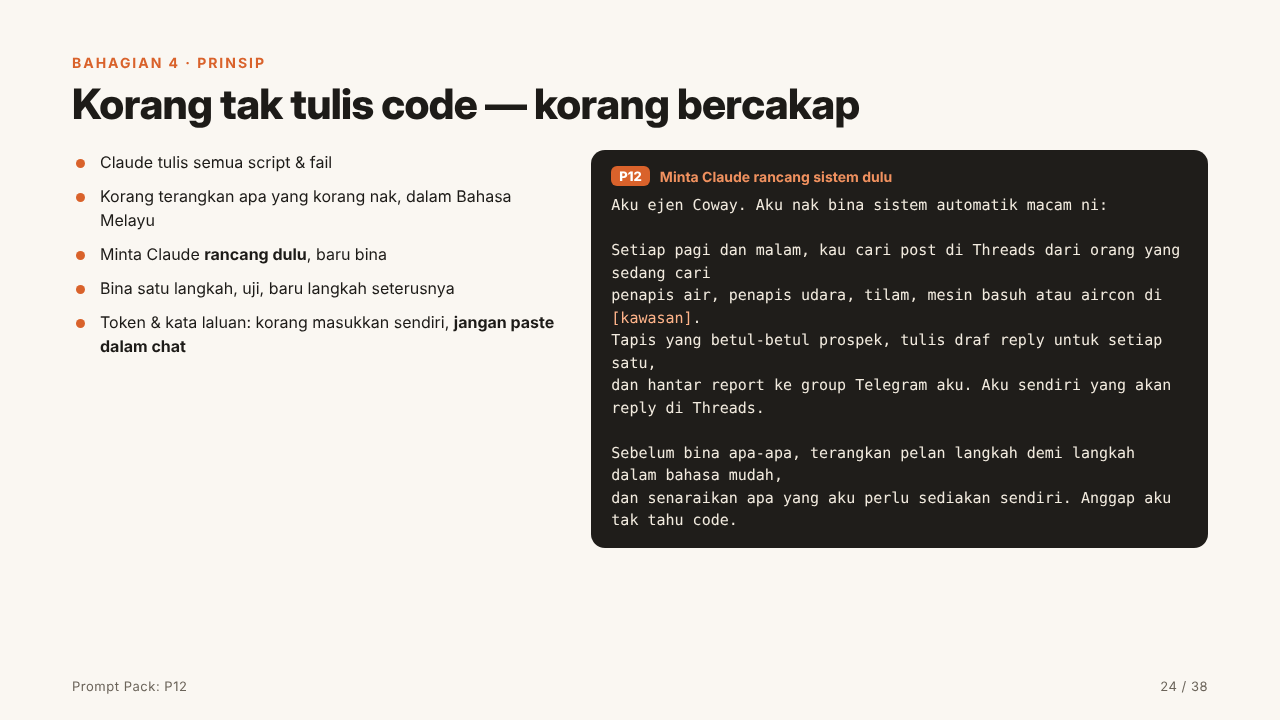 BAHAGIAN 4 · PRINSIP
Korang tak tulis code — korang bercakap
Claude tulis semua script & fail
Korang terangkan apa yang korang nak, dalam Bahasa
Melayu
Minta Claude rancang dulu, baru bina
Bina satu langkah, uji, baru langkah seterusnya
Token & kata laluan: korang masukkan sendiri, jangan paste
dalam chat
P12 Minta Claude rancang sistem dulu
Aku ejen Coway. Aku nak bina sistem automatik macam ni:
Setiap pagi dan malam, kau cari post di Threads dari orang yang
sedang cari
penapis air, penapis udara, tilam, mesin basuh atau aircon di
[kawasan].
Tapis yang betul-betul prospek, tulis draf reply untuk setiap
satu,
dan hantar report ke group Telegram aku. Aku sendiri yang akan
reply di Threads.
Sebelum bina apa-apa, terangkan pelan langkah demi langkah
dalam bahasa mudah,
dan senaraikan apa yang aku perlu sediakan sendiri. Anggap aku
tak tahu code.
Prompt Pack: P12
24 / 38